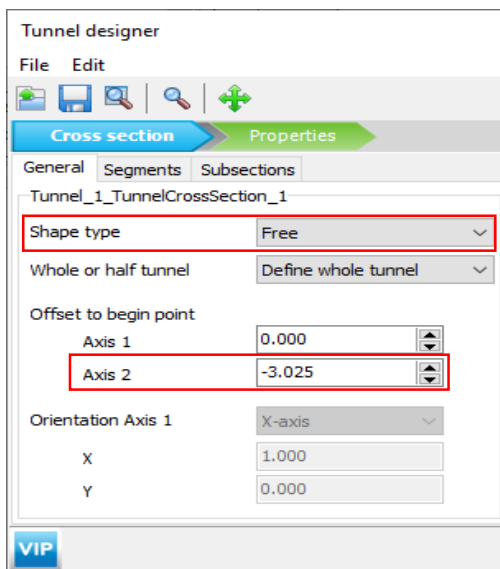 Tunnel designer
File Edit
Cross section Properties
General Segments Subsections
Tunnel_1_TunnelCrossSection_1
Shape type Free
Whole or half tunnel Define whole tunnel
Offset to begin point
Axis 1 0.000
Axis 2 -3.025
Orientation Axis 1 X-axis
X 1.000
Y 0.000
VIP